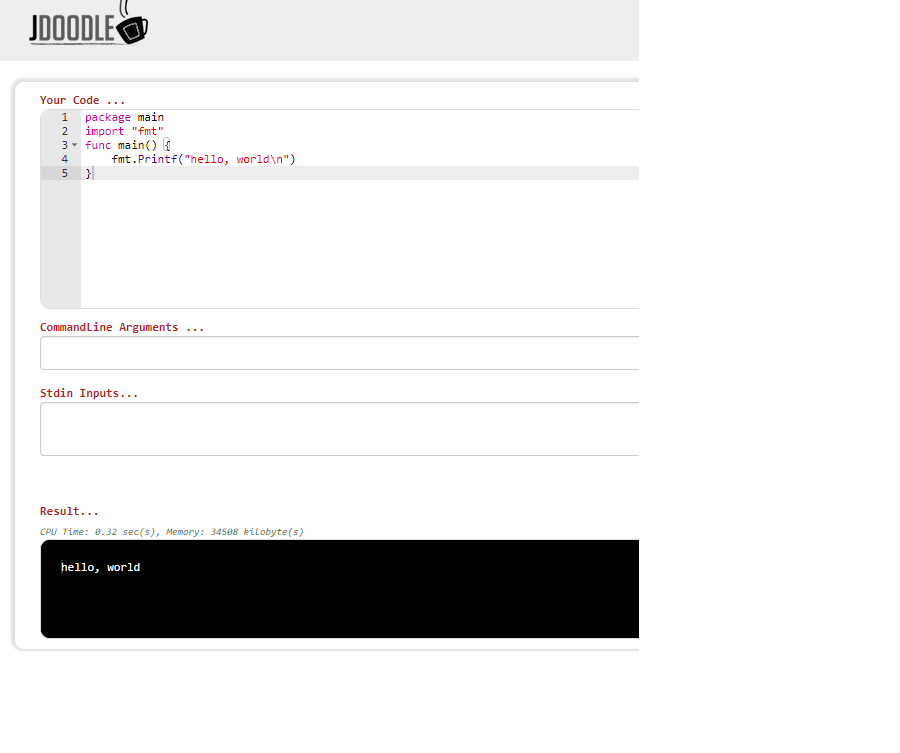 JDOODLE
Your Code ...
1 package main
2 import "fmt"
3 func main() {
4     fmt.Printf("hello, world\n")
5 }
CommandLine Arguments ...
Stdin Inputs...
Result...
CPU Time: 0.32 sec(s), Memory: 34508 kilobyte(s)
hello, world